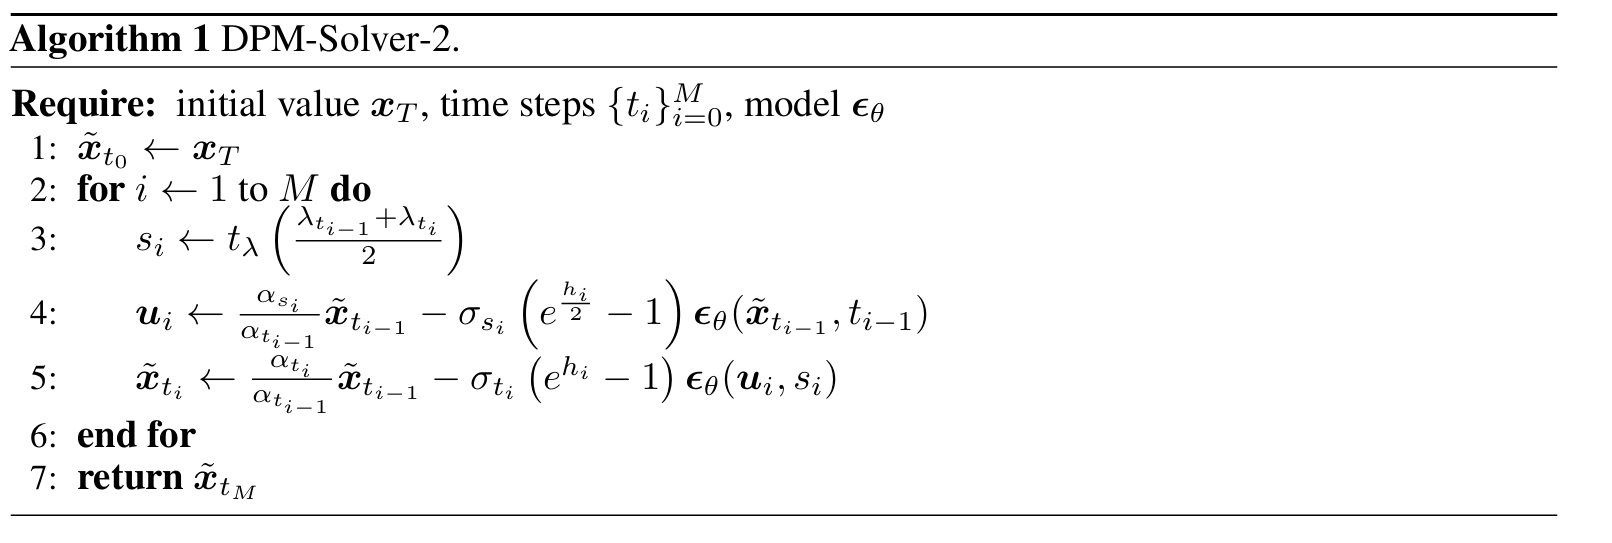 Algorithm 1 DPM-Solver-2.
Require: initial value $\boldsymbol{x}_T$, time steps $\{t_i\}_{i=0}^{M}$, model $\boldsymbol{\epsilon}_\theta$
1: $\tilde{\boldsymbol{x}}_{t_0} \leftarrow \boldsymbol{x}_T$
2: for $i \leftarrow 1$ to $M$ do
3: $s_i \leftarrow t_\lambda \left( \frac{\lambda_{t_{i-1}} + \lambda_{t_i}}{2} \right)$
4: $\boldsymbol{u}_i \leftarrow \frac{\alpha_{s_i}}{\alpha_{t_{i-1}}} \tilde{\boldsymbol{x}}_{t_{i-1}} - \sigma_{s_i} \left( e^{\frac{h_i}{2}} - 1 \right) \boldsymbol{\epsilon}_\theta(\tilde{\boldsymbol{x}}_{t_{i-1}}, t_{i-1})$
5: $\tilde{\boldsymbol{x}}_{t_i} \leftarrow \frac{\alpha_{t_i}}{\alpha_{t_{i-1}}} \tilde{\boldsymbol{x}}_{t_{i-1}} - \sigma_{t_i} \left( e^{h_i} - 1 \right) \boldsymbol{\epsilon}_\theta(\boldsymbol{u}_i, s_i)$
6: end for
7: return $\tilde{\boldsymbol{x}}_{t_M}$